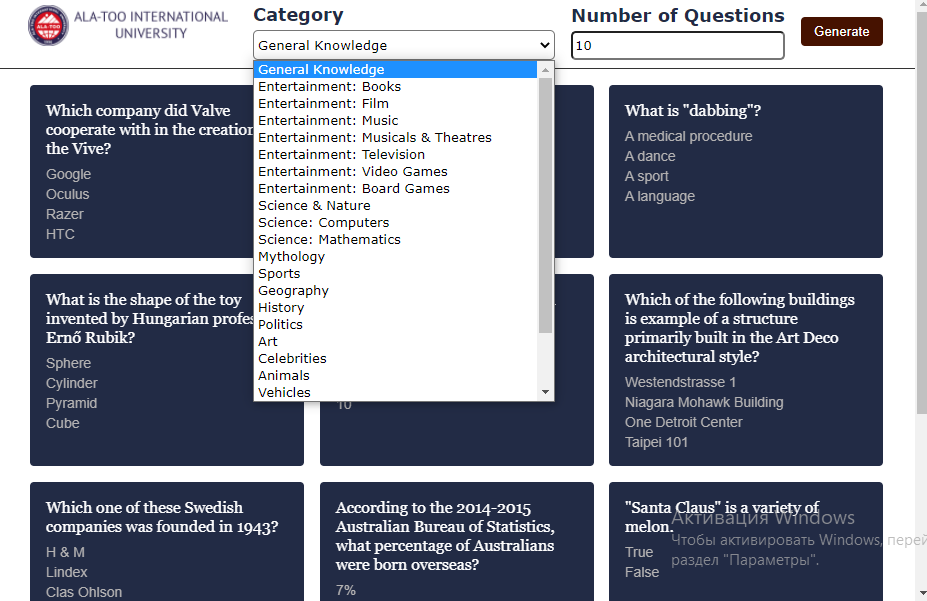 ALA-TOO INTERNATIONAL
UNIVERSITY
Category
General Knowledge
Number of Questions
10
Generate
General Knowledge
Entertainment: Books
Entertainment: Film
Entertainment: Music
Entertainment: Musicals & Theatres
Entertainment: Television
Entertainment: Video Games
Entertainment: Board Games
Science & Nature
Science: Computers
Science: Mathematics
Mythology
Sports
Geography
History
Politics
Art
Celebrities
Animals
Vehicles
Which company did Valve
cooperate with in the creation
the Vive?
Google
Oculus
Razer
HTC
What is "dabbing"?
A medical procedure
A dance
A sport
A language
What is the shape of the toy
invented by Hungarian profes
Ernő Rubik?
Sphere
Cylinder
Pyramid
Cube
10
Which of the following buildings
is example of a structure
primarily built in the Art Deco
architectural style?
Westendstrasse 1
Niagara Mohawk Building
One Detroit Center
Taipei 101
Which one of these Swedish
companies was founded in 1943?
H & M
Lindex
Clas Ohlson
According to the 2014-2015
Australian Bureau of Statistics,
what percentage of Australians
were born overseas?
7%
"Santa Claus" is a variety of
melon.
True
False
Активация Windows
Чтобы активировать Windows, перей
раздел "Параметры".